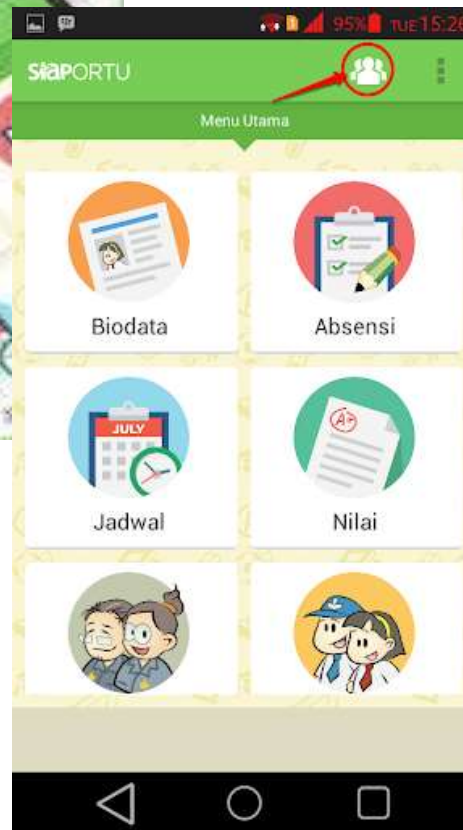 95% TUE 15:26
SIAPORTU
Menu Utama
Biodata
Absensi
JULY
A+
Jadwal
Nilai